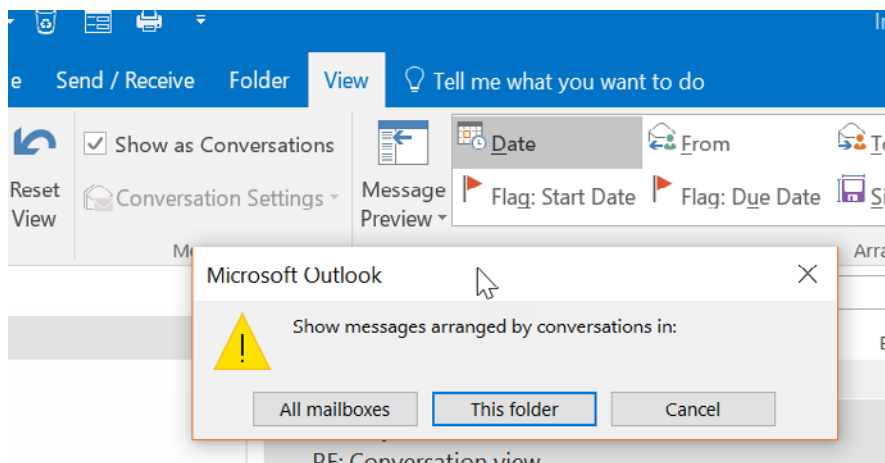 e Send / Receive Folder View Tell me what you want to do
Show as Conversations
Date
From
Reset View
Conversation Settings
Message Preview
Flag: Start Date
Flag: Due Date
Microsoft Outlook
Show messages arranged by conversations in:
All mailboxes This folder Cancel
RE: Conversation view